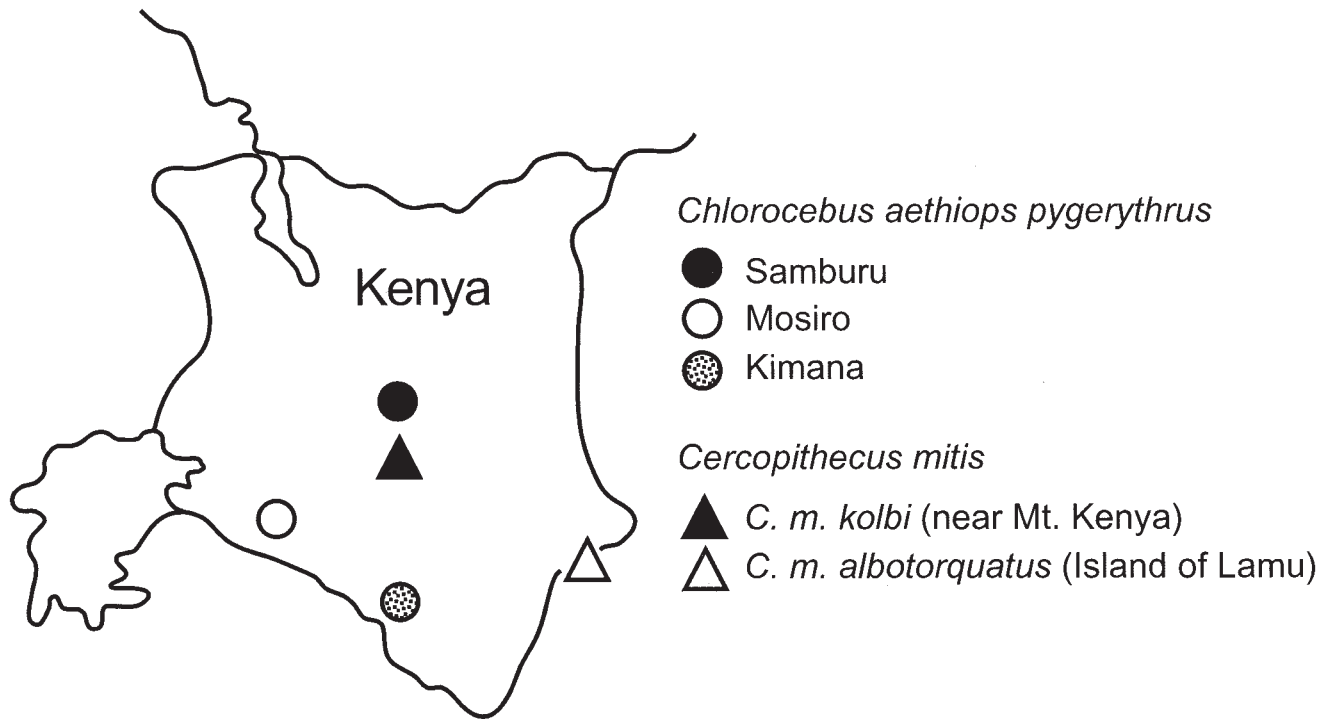 Kenya
Chlorocebus aethiops pygerythrus
Samburu
Mosiro
Kimana
Cercopithecus mitis
C. m. kolbi (near Mt. Kenya)
C. m. albotorquatus (Island of Lamu)